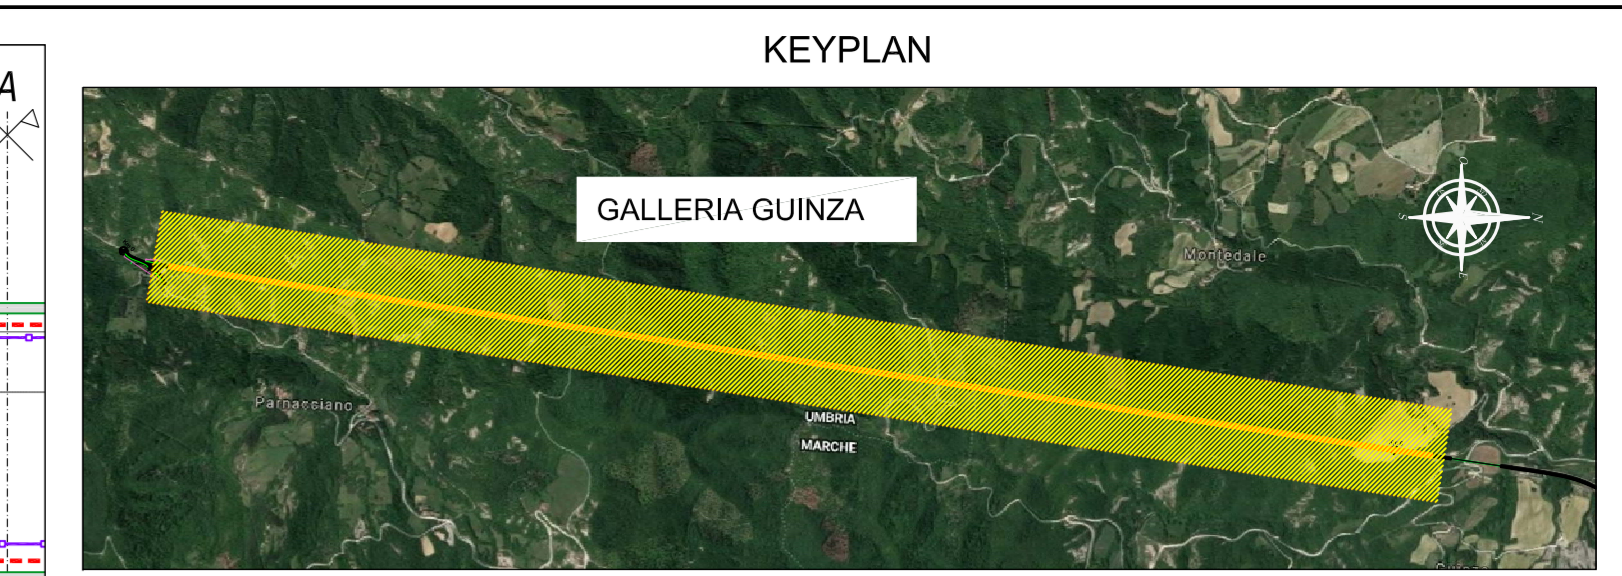 KEYPLAN
A
GALLERIA GUINZA
O
S
N
E
Montedale
Parnacciano
UMBRIA
MARCHE